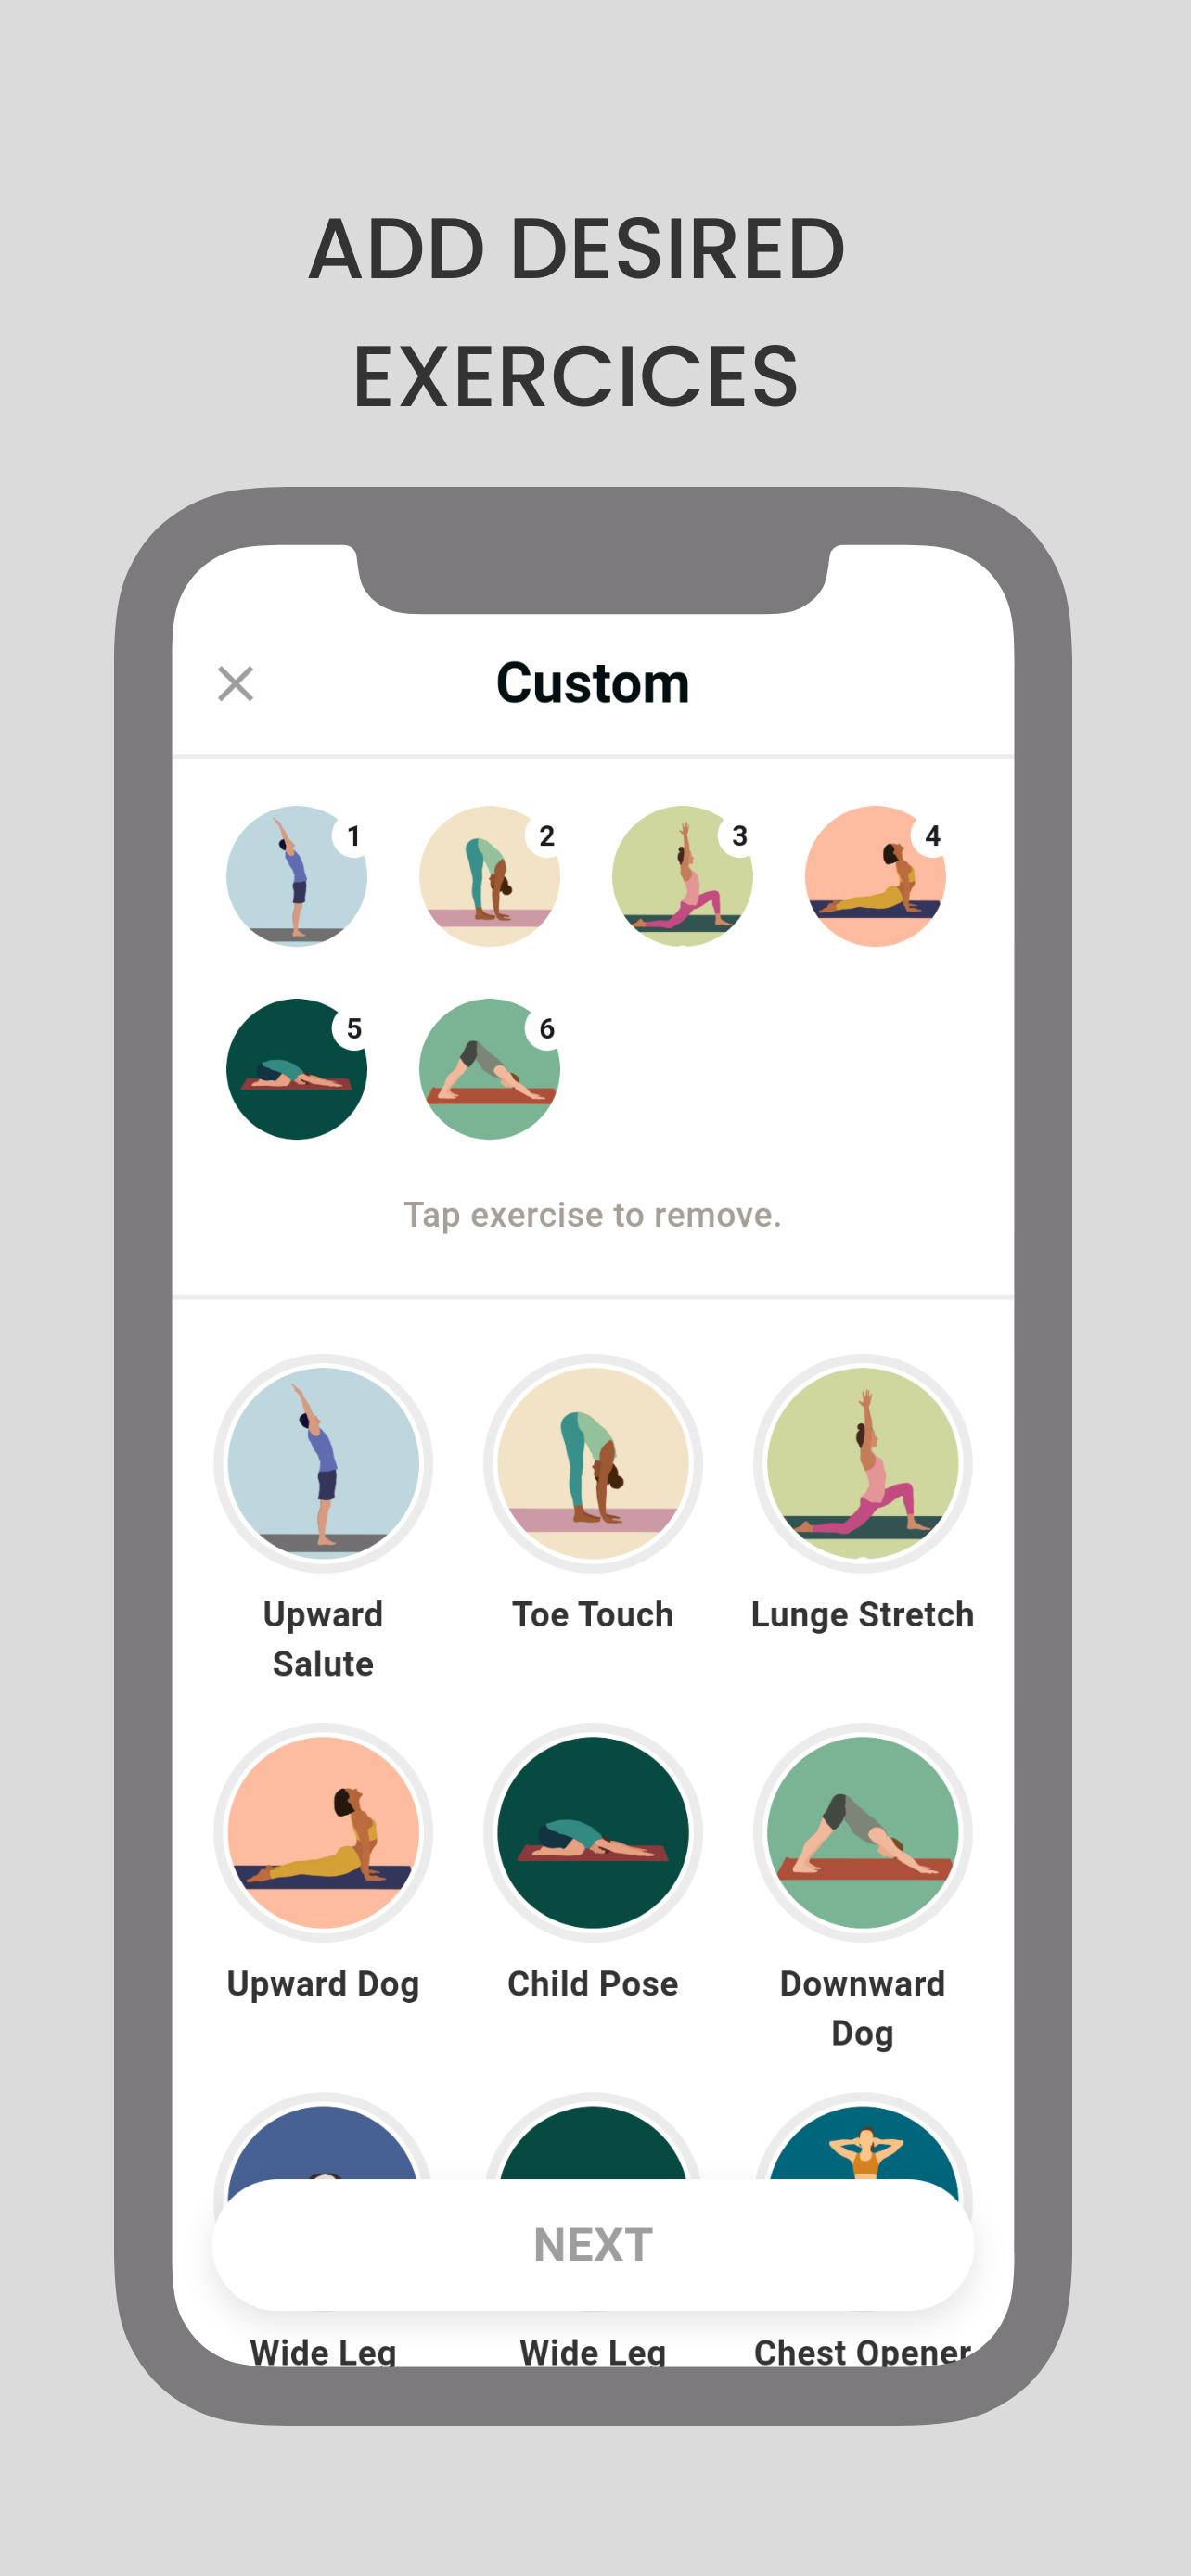 ADD DESIRED
EXERCICES
Custom
1 2 3 4
5 6
Tap exercise to remove.
Upward Toe Touch Lunge Stretch
Salute
Upward Dog Child Pose Downward
Dog
NEXT
Wide Leg Wide Leg Chest Opener